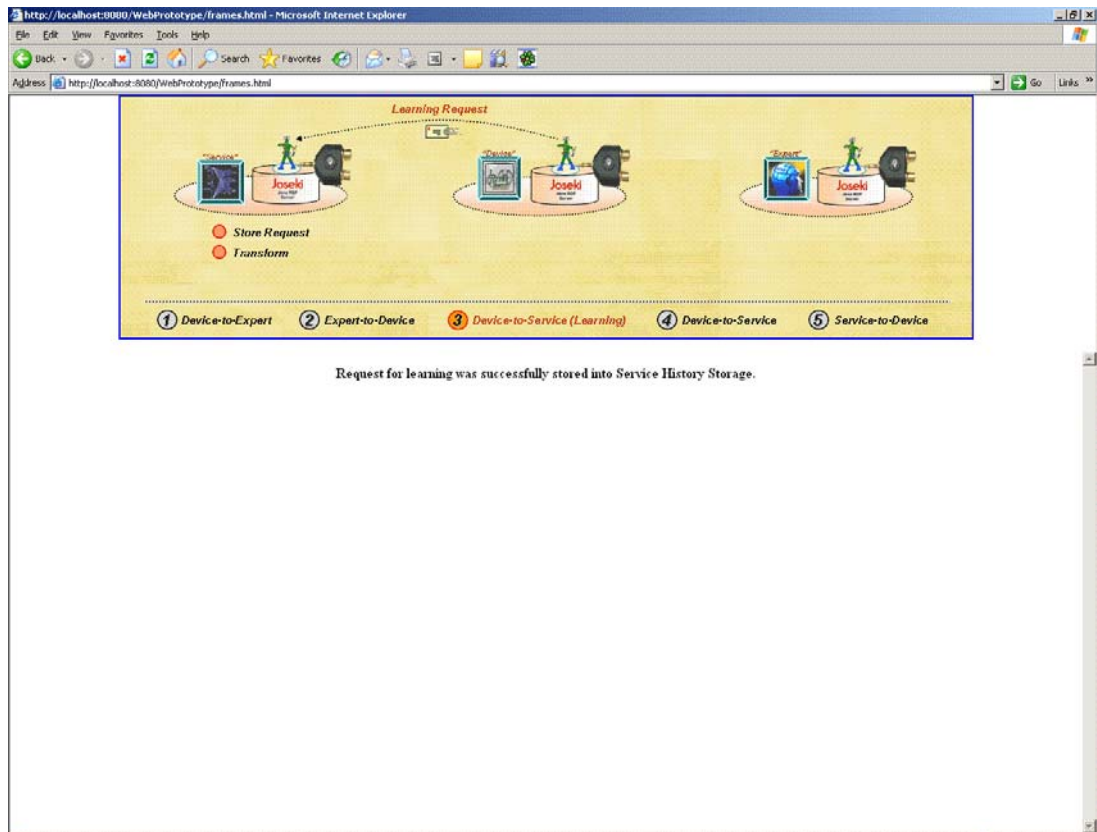 http://localhost:8080/WebPrototype/frames.html - Microsoft Internet Explorer
File Edit View Favorites Tools Help
Back Search Favorites
Address http://localhost:8080/WebPrototype/frames.html Go Links »
Learning Request
"Service" "Device" "Expert"
Joseki Joseki Joseki
Store Request
Transform
1 Device-to-Expert 2 Expert-to-Device 3 Device-to-Service (Learning) 4 Device-to-Service 5 Service-to-Device
Request for learning was successfully stored into Service History Storage.